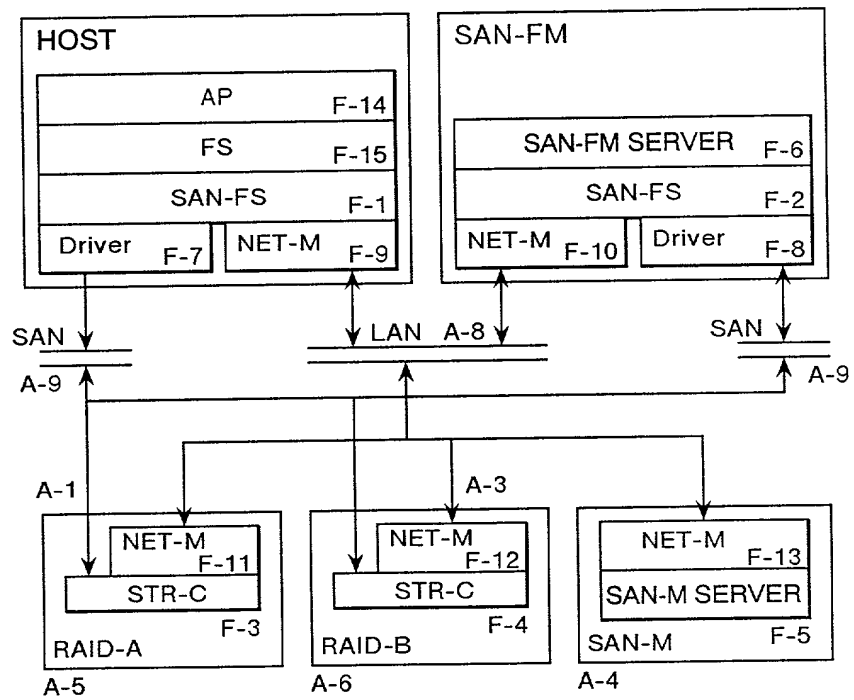 HOST
AP
F-14
FS
F-15
SAN-FS
F-1
Driver
F-7
NET-M
F-9
SAN-FM
SAN-FM SERVER
F-6
SAN-FS
F-2
NET-M
F-10
Driver
F-8
SAN
A-9
LAN A-8
SAN
A-9
A-1
A-3
NET-M
F-11
STR-C
F-3
RAID-A
A-5
NET-M
F-12
STR-C
F-4
RAID-B
A-6
NET-M
F-13
SAN-M SERVER
F-5
SAN-M
A-4